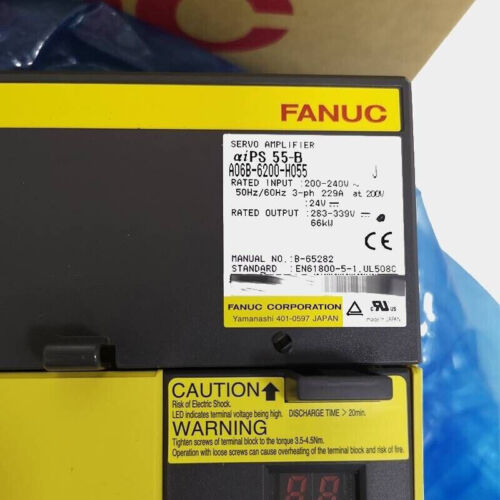 FANUC
SERVO AMPLIFIER
αiPS 55-B
A06B-6200-H055 J
RATED INPUT :200-240V ~
50Hz/60Hz 3-ph 229A at 200V
:24V ⎓
RATED OUTPUT :283-339V ⎓
66kW
CE
MANUAL NO. :B-65282
STANDARD :EN61800-5-1,UL508C
FANUC CORPORATION
Yamanashi 401-0597 JAPAN
c UL US
CAUTION
Risk of Electric Shock.
LED indicates terminal voltage being high. DISCHARGE TIME > 20min.
WARNING
Tighten screws of terminal block to the torque 3.5-4.5Nm.
Operation with loose screws can cause overheating of the terminal block and risk of fire.